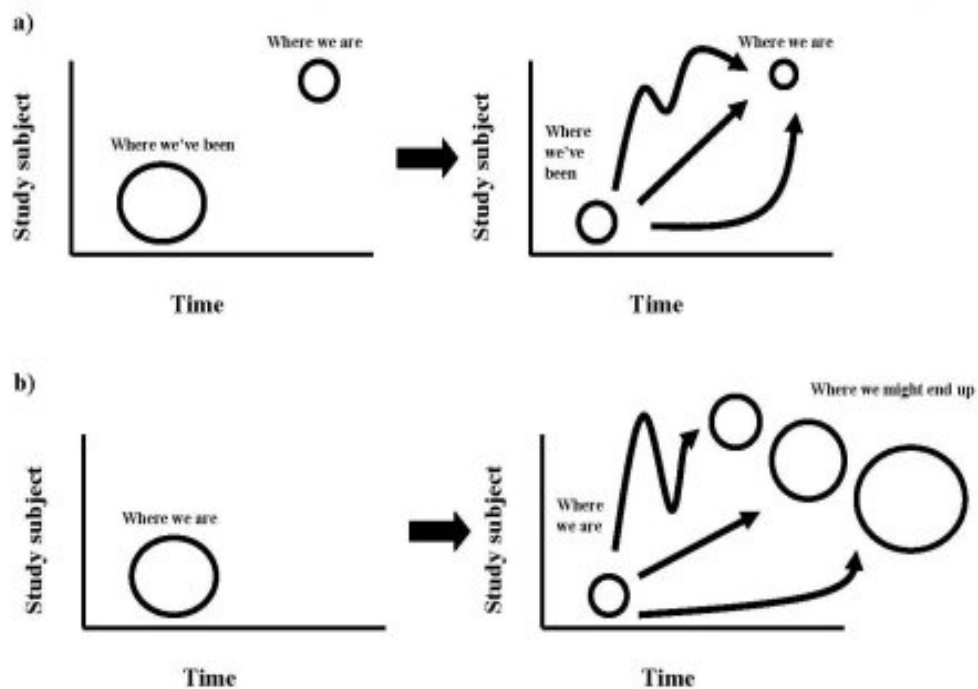 a)
Where we are
Where we've been
Study subject
Time
Where we are
Where
we've
been
Study subject
Time
b)
Where we are
Study subject
Time
Where we might end up
Where
we are
Study subject
Time